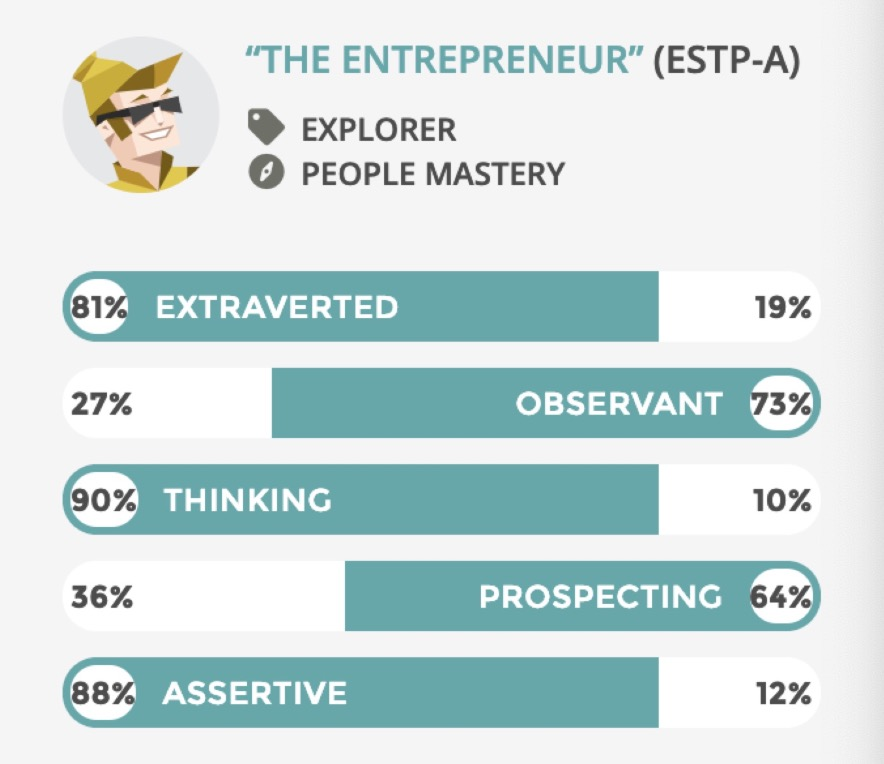 “THE ENTREPRENEUR” (ESTP-A)
EXPLORER
PEOPLE MASTERY
81% EXTRAVERTED 19%
27% OBSERVANT 73%
90% THINKING 10%
36% PROSPECTING 64%
88% ASSERTIVE 12%